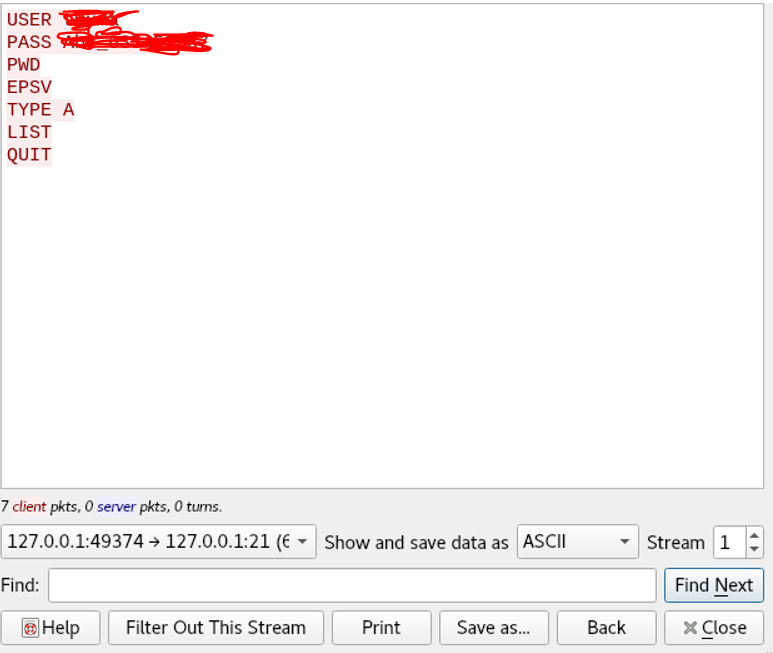 USER
PASS
PWD
EPSV
TYPE A
LIST
QUIT
7 client pkts, 0 server pkts, 0 turns.
127.0.0.1:49374 → 127.0.0.1:21 (6 Show and save data as ASCII Stream 1
Find: Find Next
Help Filter Out This Stream Print Save as... Back Close